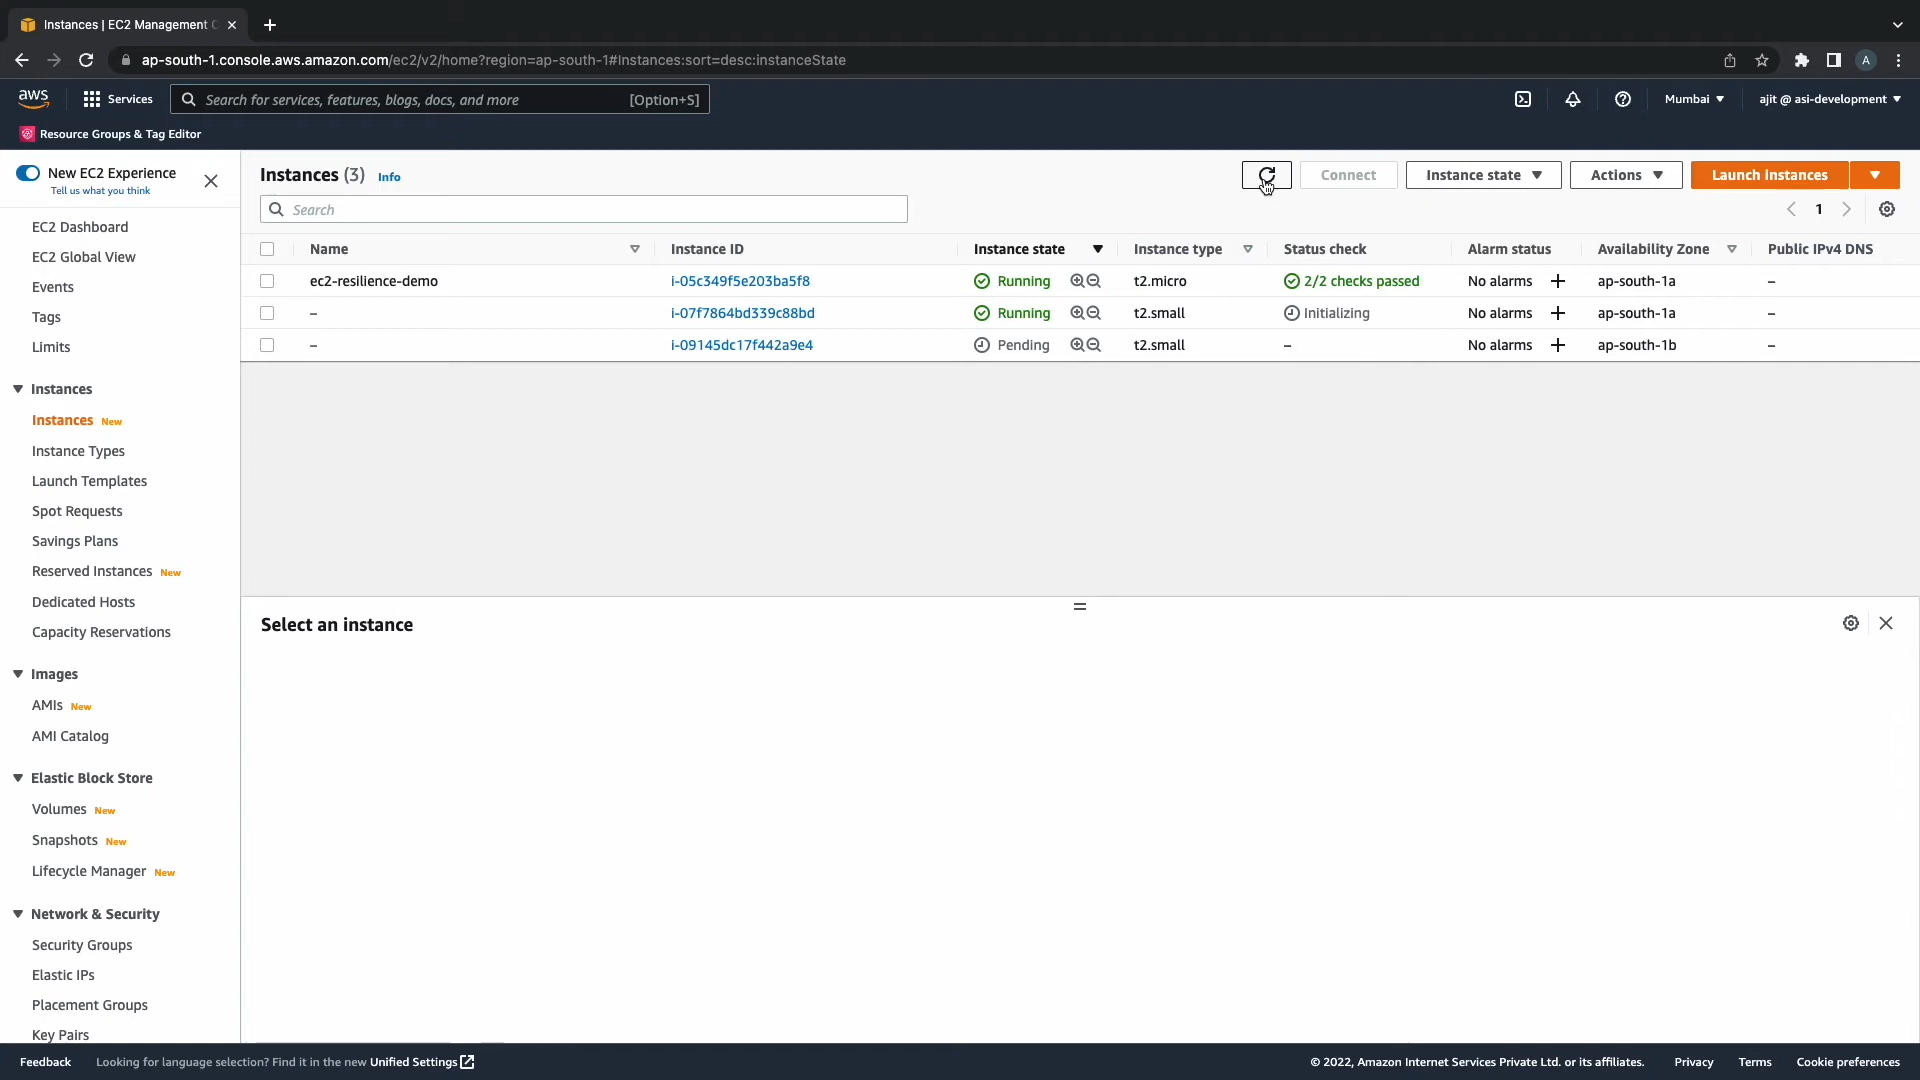 Instances | EC2 Management C
ap-south-1.console.aws.amazon.com/ec2/v2/home?region=ap-south-1#Instances:sort=desc:instanceState
A
aws Services Search for services, features, blogs, docs, and more [Option+S] Mumbai ajit @ asi-development
Resource Groups & Tag Editor
New EC2 Experience
Tell us what you think
EC2 Dashboard
EC2 Global View
Events
Tags
Limits
Instances
Instances New
Instance Types
Launch Templates
Spot Requests
Savings Plans
Reserved Instances New
Dedicated Hosts
Capacity Reservations
Images
AMIs New
AMI Catalog
Elastic Block Store
Volumes New
Snapshots New
Lifecycle Manager New
Network & Security
Security Groups
Elastic IPs
Placement Groups
Key Pairs
Instances (3) Info Connect Instance state Actions Launch Instances
Search 1
Name Instance ID Instance state Instance type Status check Alarm status Availability Zone Public IPv4 DNS
ec2-resilience-demo i-05c349f5e203ba5f8 Running t2.micro 2/2 checks passed No alarms + ap-south-1a –
– i-07f7864bd339c88bd Running t2.small Initializing No alarms + ap-south-1a –
– i-09145dc17f442a9e4 Pending t2.small – No alarms + ap-south-1b –
Select an instance
Feedback Looking for language selection? Find it in the new Unified Settings © 2022, Amazon Internet Services Private Ltd. or its affiliates. Privacy Terms Cookie preferences